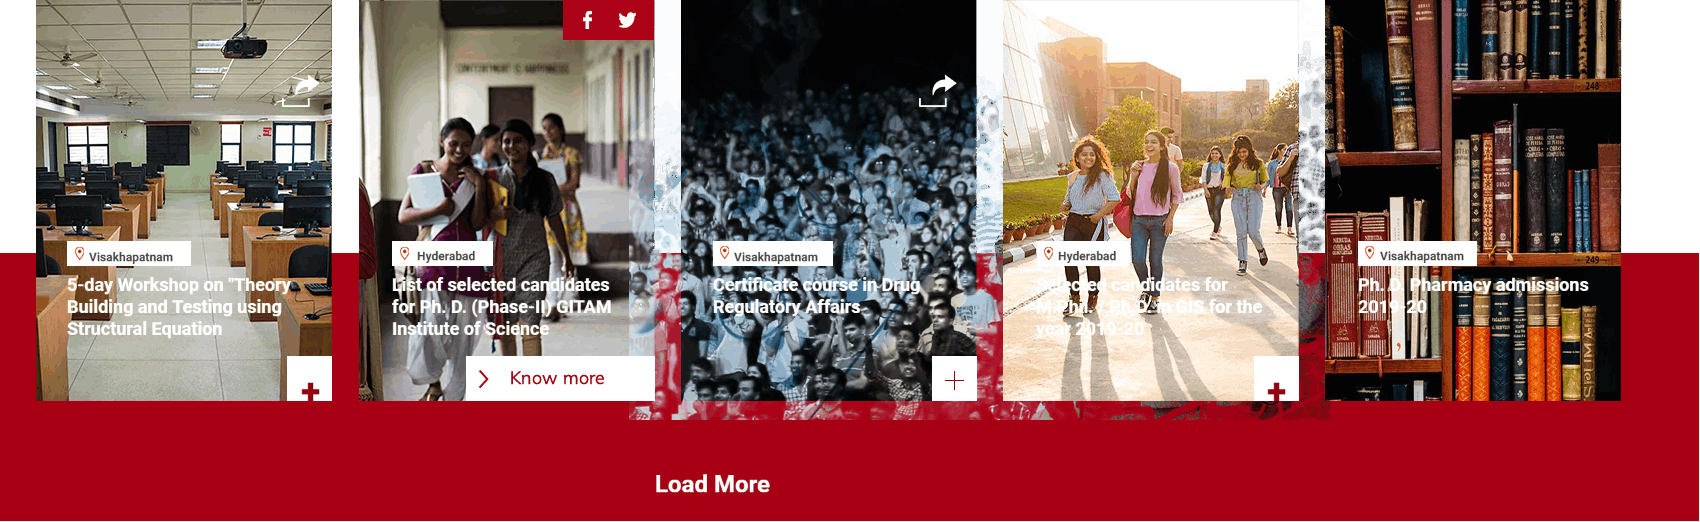 Visakhapatnam
5-day Workshop on "Theory
Building and Testing using
Structural Equation
Hyderabad
List of selected candidates
for Ph. D. (Phase-II) GITAM
Institute of Science
Know more
Visakhapatnam
Certificate course in Drug
Regulatory Affairs
Hyderabad
Selected candidates for
M.Phil. / Ph.D. in GIS for the
year 2019-20
248
249
Visakhapatnam
Ph. D. Pharmacy admissions
2019-20
Load More